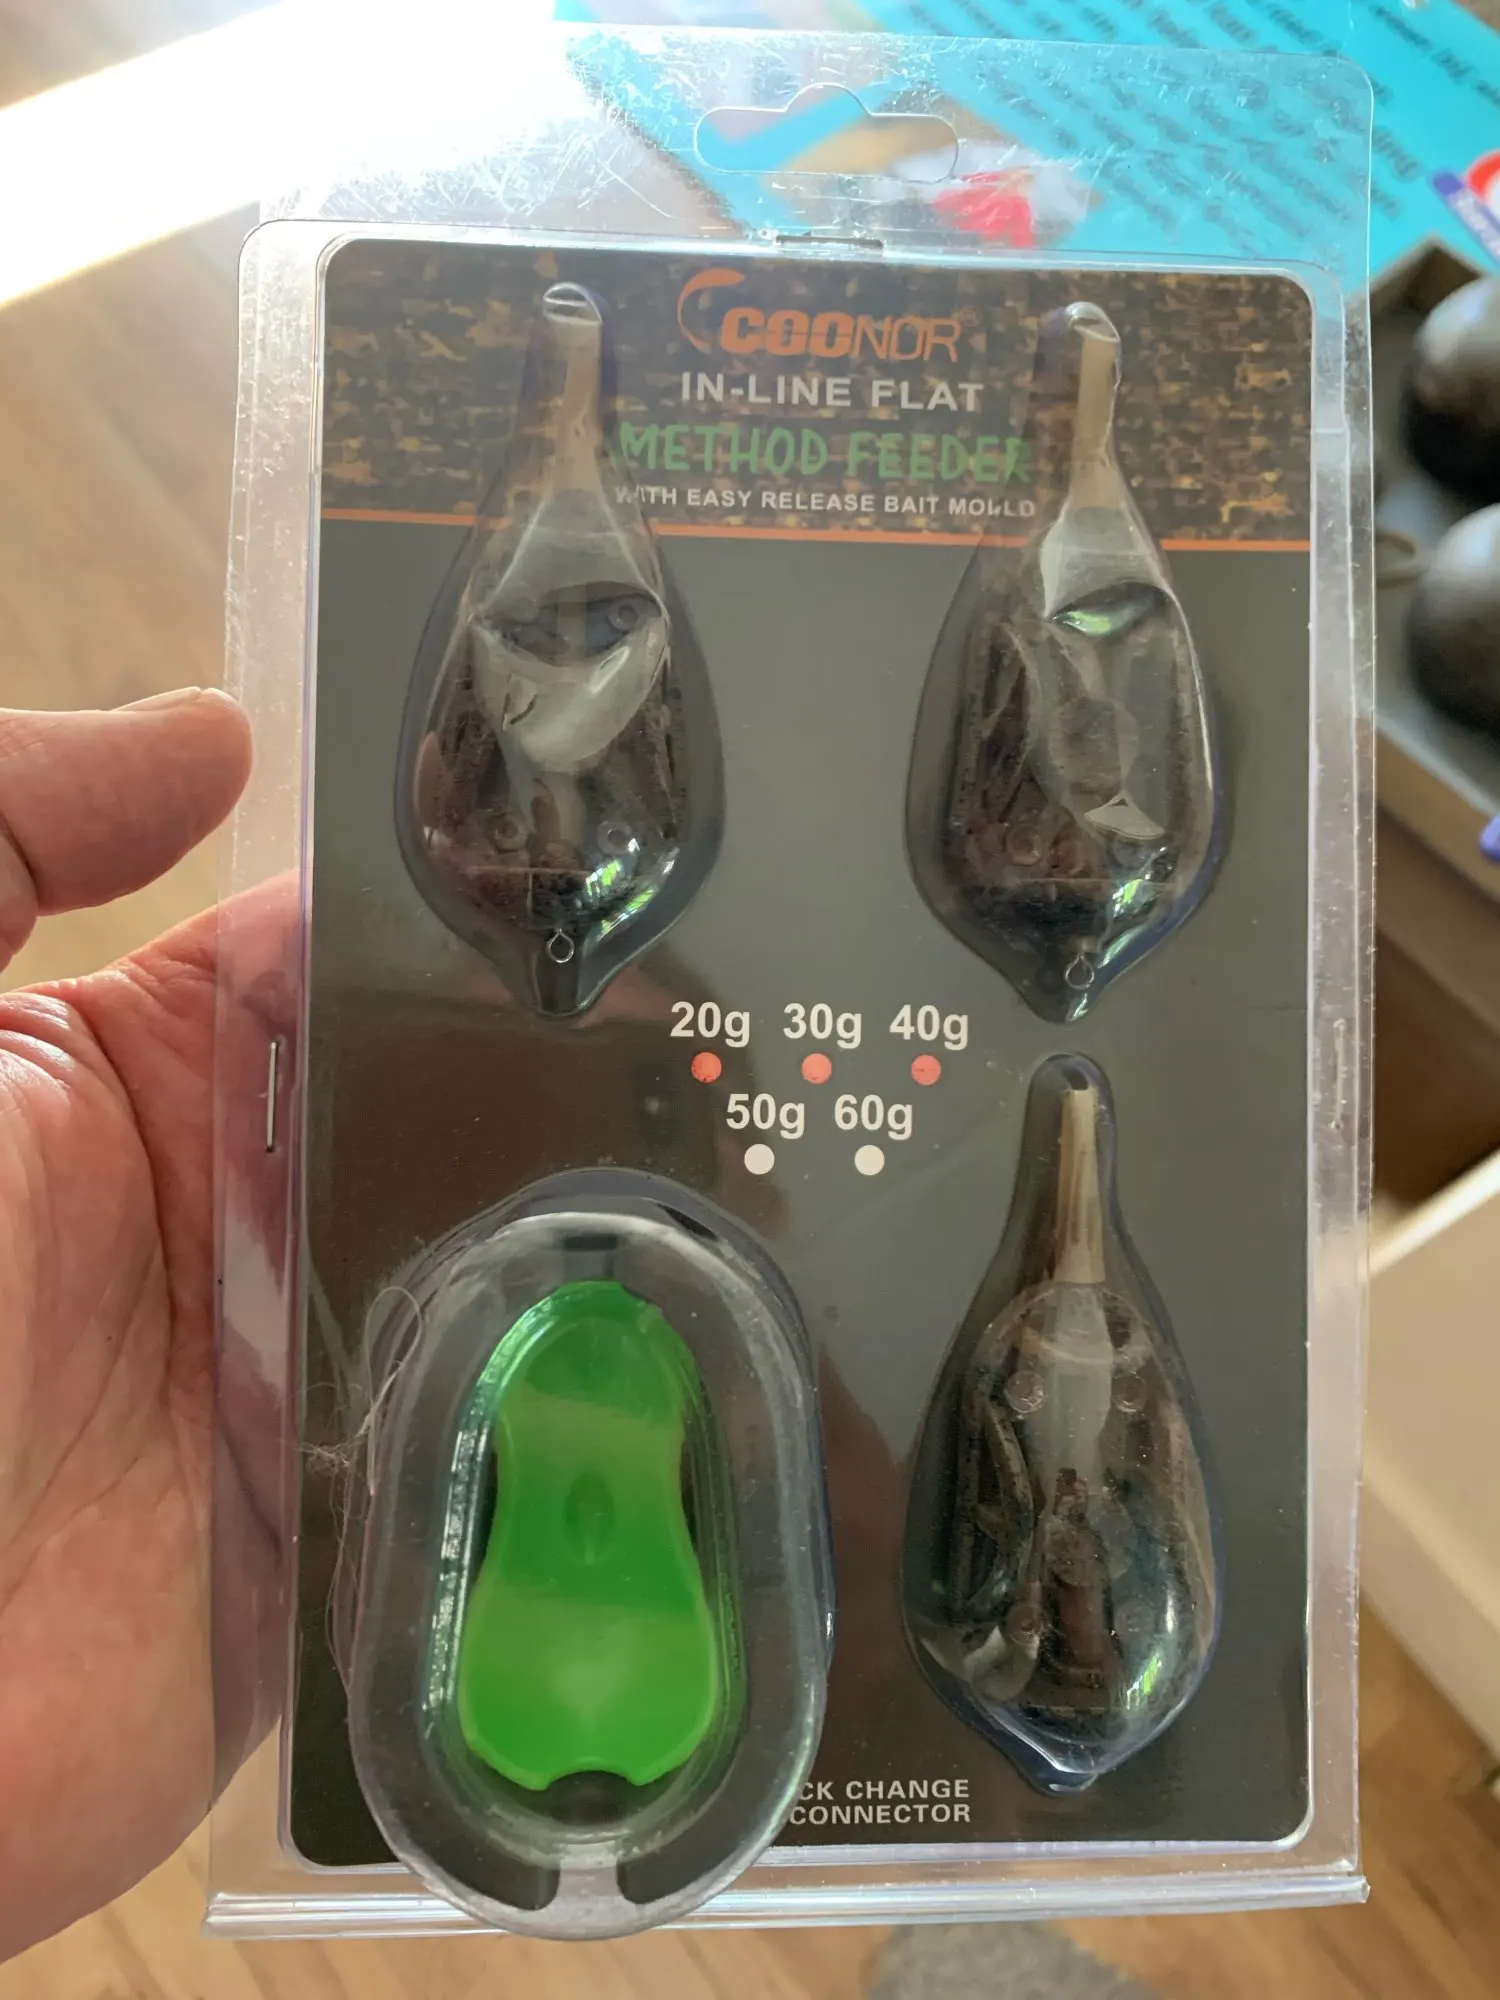 COONOR®
IN-LINE FLAT
METHOD FEEDER
WITH EASY RELEASE BAIT MOULD
20g 30g 40g
50g 60g
CK CHANGE
CONNECTOR